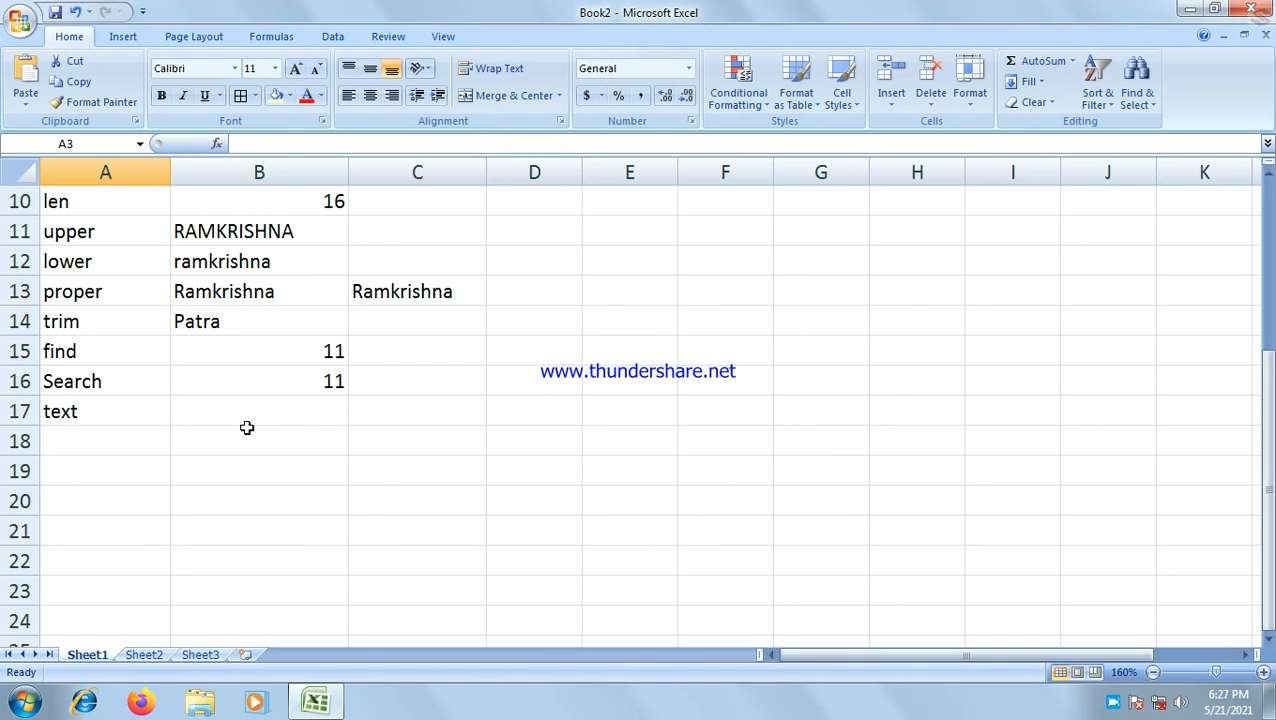 Book2 - Microsoft Excel
Home Insert Page Layout Formulas Data Review View
Paste Cut Copy Format Painter Clipboard
Calibri 11 B I U Font
Wrap Text Merge & Center Alignment
General $ % , Number
Conditional Formatting Format as Table Cell Styles Styles
Insert Delete Format Cells
Σ AutoSum Fill Clear Sort & Filter Find & Select Editing
A3 fx
A B C D E F G H I J K
10 len 16
11 upper RAMKRISHNA
12 lower ramkrishna
13 proper Ramkrishna Ramkrishna
14 trim Patra
15 find 11
16 Search 11
www.thundershare.net
17 text
18
19
20
21
22
23
24
Sheet1 Sheet2 Sheet3
Ready 160%
6:27 PM
5/21/2021